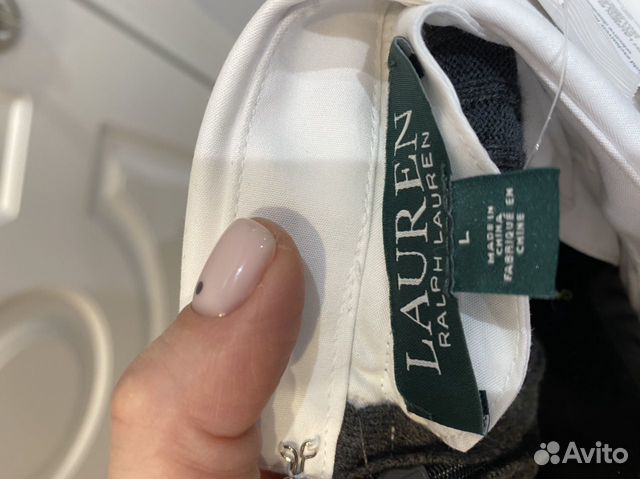 LAUREN
RALPH LAUREN
L
MADE IN
CHINA
FABRIQUÉ EN
CHINE
Avito